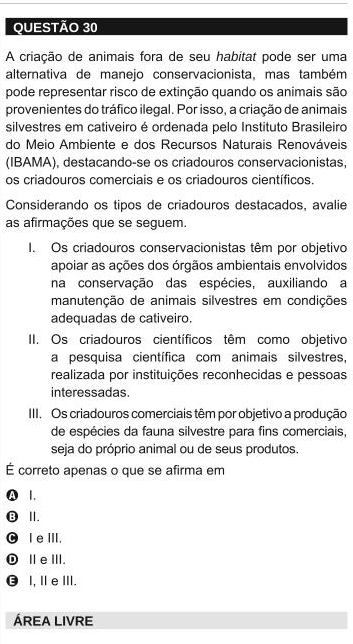 QUESTÃO 30
A criação de animais fora de seu habitat pode ser uma
alternativa de manejo conservacionista, mas também
pode representar risco de extinção quando os animais são
provenientes do tráfico ilegal. Por isso, a criação de animais
silvestres em cativeiro é ordenada pelo Instituto Brasileiro
do Meio Ambiente e dos Recursos Naturais Renováveis
(IBAMA), destacando-se os criadouros conservacionistas,
os criadouros comerciais e os criadouros científicos.
Considerando os tipos de criadouros destacados, avalie
as afirmações que se seguem.
I. Os criadouros conservacionistas têm por objetivo
apoiar as ações dos órgãos ambientais envolvidos
na conservação das espécies, auxiliando a
manutenção de animais silvestres em condições
adequadas de cativeiro.
II. Os criadouros científicos têm como objetivo
a pesquisa científica com animais silvestres,
realizada por instituições reconhecidas e pessoas
interessadas.
III. Os criadouros comerciais têm por objetivo a produção
de espécies da fauna silvestre para fins comerciais,
seja do próprio animal ou de seus produtos.
É correto apenas o que se afirma em
A I.
B II.
C I e III.
D II e III.
E I, II e III.
ÁREA LIVRE